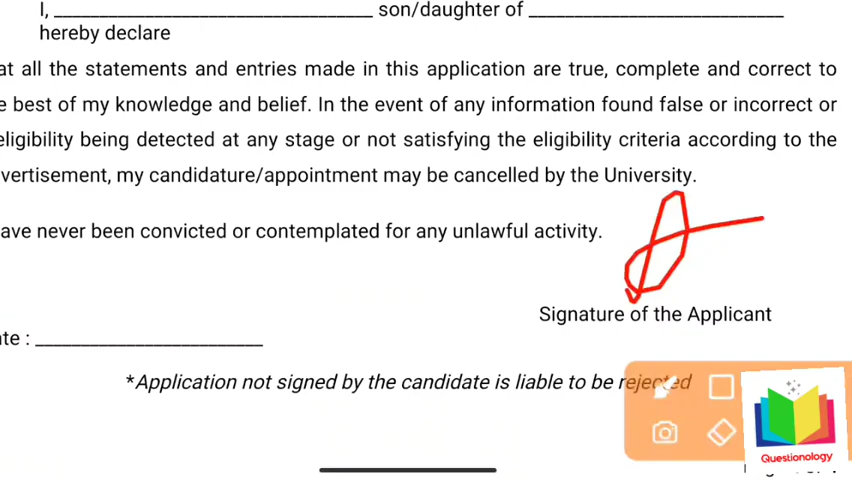 I, ______________________________ son/daughter of ________________________
hereby declare
at all the statements and entries made in this application are true, complete and correct to
e best of my knowledge and belief. In the event of any information found false or incorrect or
eligibility being detected at any stage or not satisfying the eligibility criteria according to the
vertisement, my candidature/appointment may be cancelled by the University.
ave never been convicted or contemplated for any unlawful activity.
Signature of the Applicant
ate : ______________________
*Application not signed by the candidate is liable to be rejected
Questionology